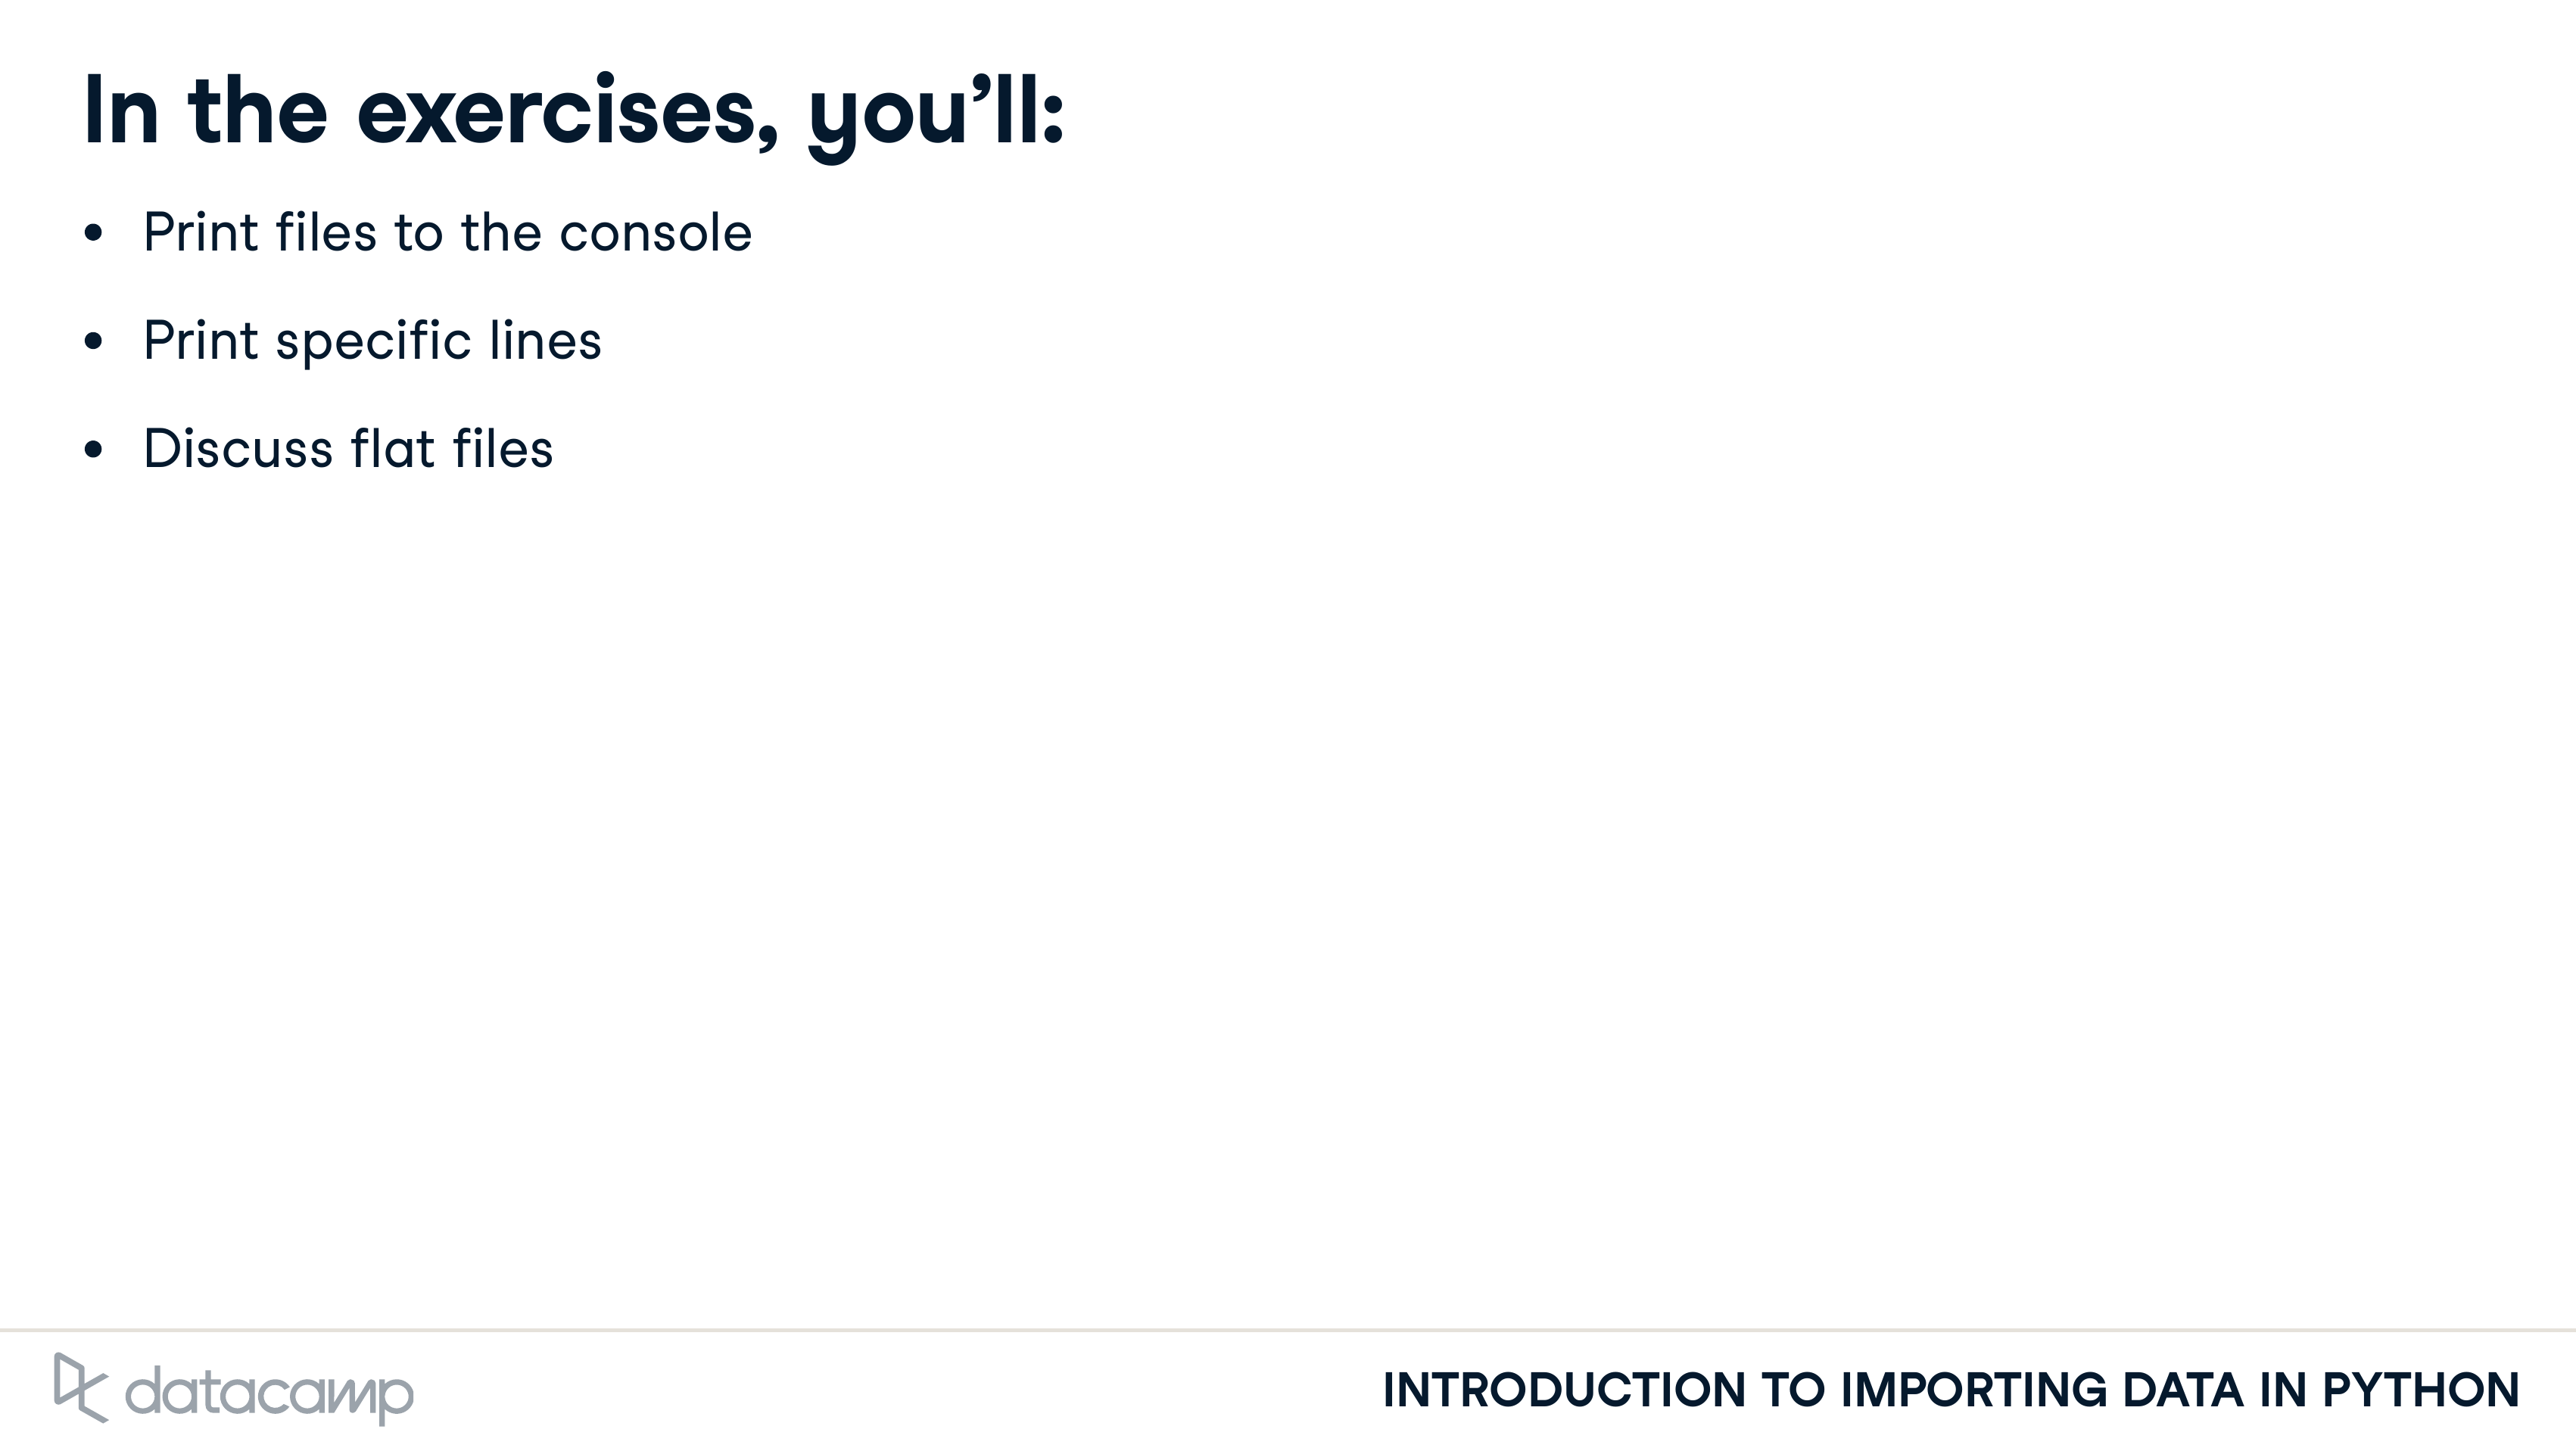 In the exercises, you’ll:
• Print files to the console
• Print specific lines
• Discuss flat files
datacamp
INTRODUCTION TO IMPORTING DATA IN PYTHON